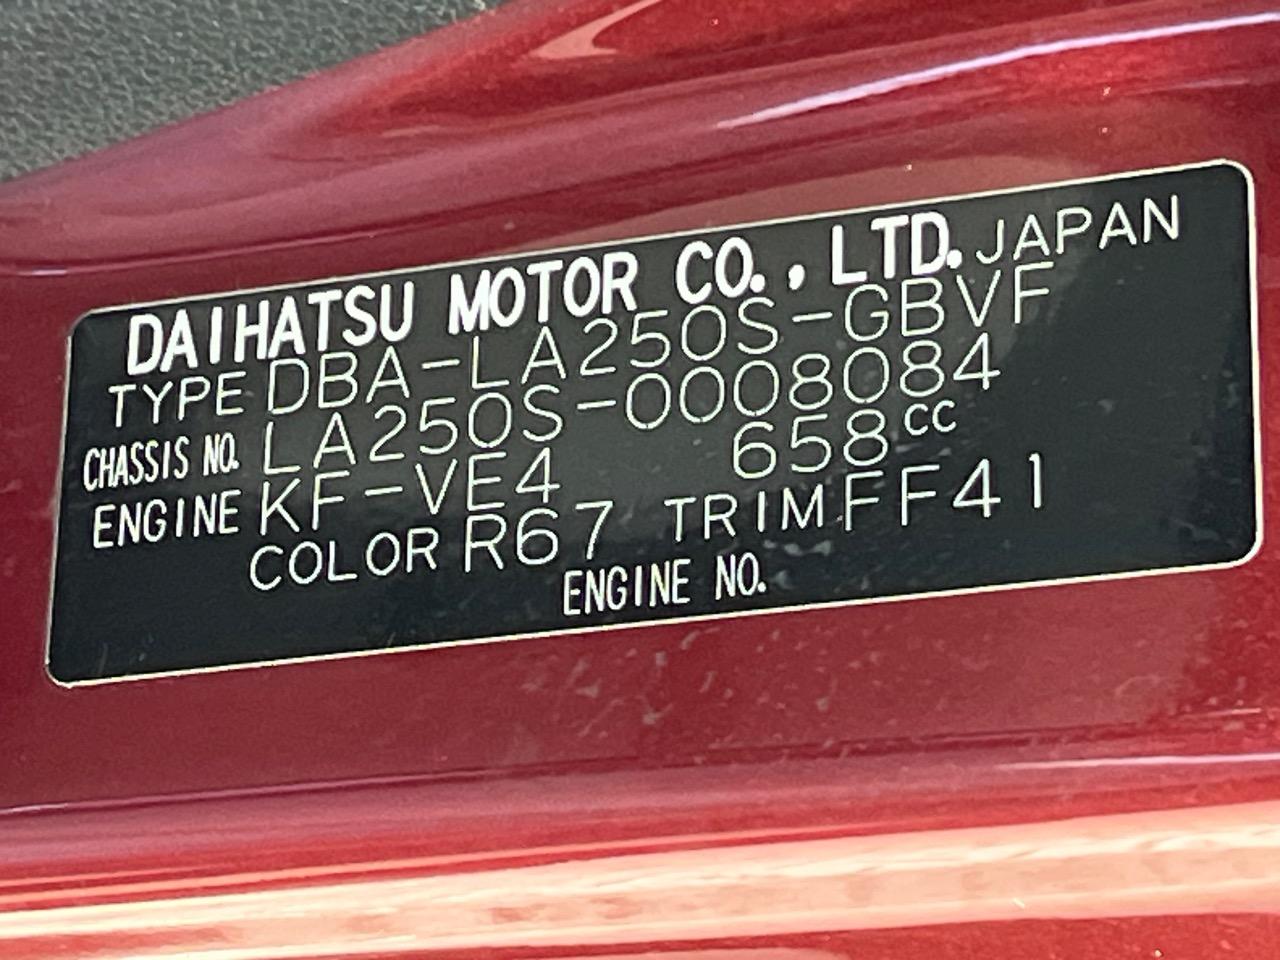 DAIHATSU MOTOR CO., LTD. JAPAN
TYPE DBA-LA250S-GBVF
CHASSIS NO. LA250S-0008084
ENGINE KF-VE4 658CC
COLOR R67 TRIM FF41
ENGINE NO.